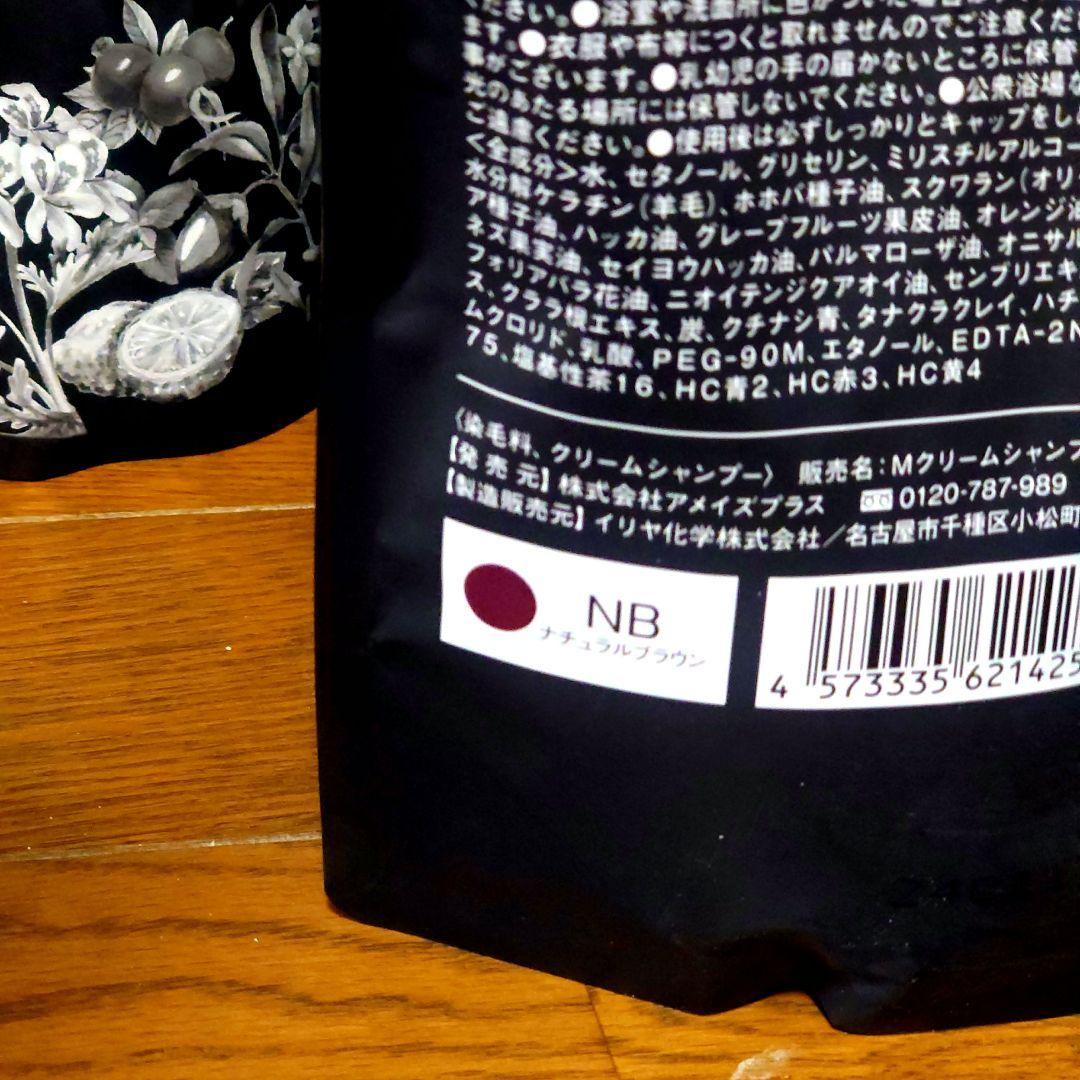 ださい。●浴室や洗面所に色がついた場合は
ます。●衣服や布等につくと取れませんのでご注意くだ
事がございます。●乳幼児の手の届かないところに保管
光のあたる場所には保管しないでください。●公衆浴場な
ご遠慮ください。●使用後は必ずしっかりとキャップをし
<全成分>水、セタノール、グリセリン、ミリスチルアルコー
水分解ケラチン(羊毛)、ホホバ種子油、スクワラン(オリ
ア種子油、ハッカ油、グレープフルーツ果皮油、オレンジ油
ネズ果実油、セイヨウハッカ油、パルマローザ油、オニサル
フォリアバラ花油、ニオイテンジクアオイ油、センブリエキ
ス、クララ根エキス、炭、クチナシ青、タナクラクレイ、ハチ
ムクロリド、乳酸、PEG-90M、エタノール、EDTA-2N
75、塩基性茶16、HC青2、HC赤3、HC黄4
〈染毛料、クリームシャンプー〉 販売名:Mクリームシャンプ
【発売元】株式会社アメイズプラス 0120-787-989
【製造販売元】イリヤ化学株式会社/名古屋市千種区小松町
NB
ナチュラルブラウン
4 573335 621425